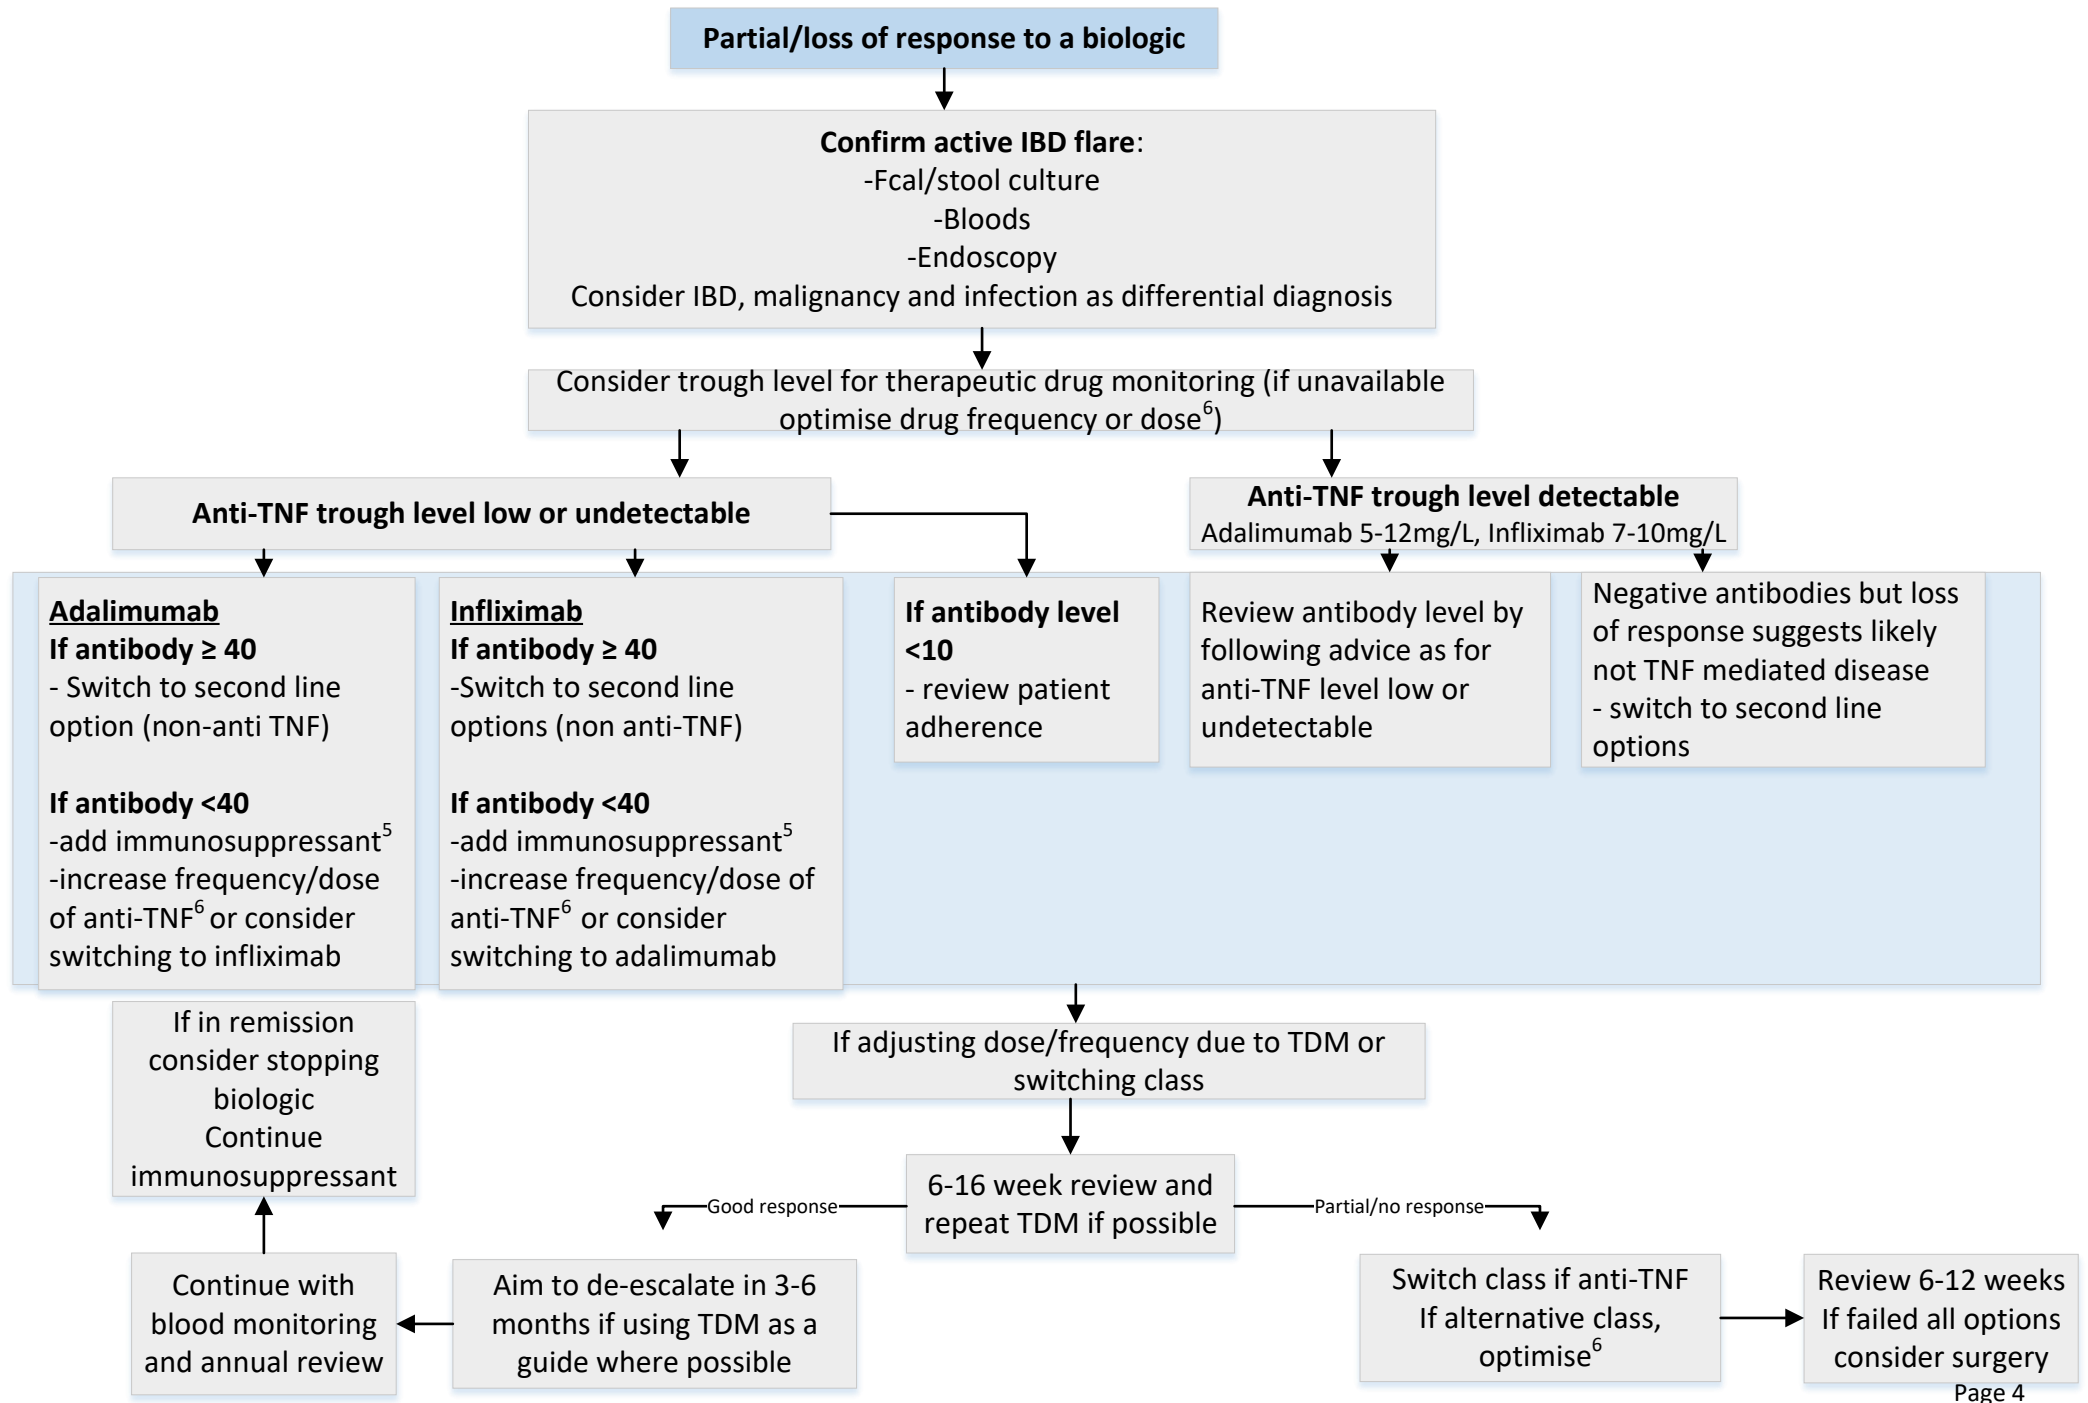 Partial/loss of response to a biologic
Confirm active IBD flare:
-Fcal/stool culture
-Bloods
-Endoscopy
Consider IBD, malignancy and infection as differential diagnosis
Consider trough level for therapeutic drug monitoring (if unavailable
optimise drug frequency or dose⁶)
Anti-TNF trough level low or undetectable
Anti-TNF trough level detectable
Adalimumab 5-12mg/L, Infliximab 7-10mg/L
Adalimumab
If antibody ≥ 40
- Switch to second line
option (non-anti TNF)
If antibody <40
-add immunosuppressant⁵
-increase frequency/dose
of anti-TNF⁶ or consider
switching to infliximab
Infliximab
If antibody ≥ 40
-Switch to second line
options (non anti-TNF)
If antibody <40
-add immunosuppressant⁵
-increase frequency/dose of
anti-TNF⁶ or consider
switching to adalimumab
If antibody level
<10
- review patient
adherence
Review antibody level by
following advice as for
anti-TNF level low or
undetectable
Negative antibodies but loss
of response suggests likely
not TNF mediated disease
- switch to second line
options
If adjusting dose/frequency due to TDM or
switching class
6-16 week review and
repeat TDM if possible
Good response
Partial/no response
Aim to de-escalate in 3-6
months if using TDM as a
guide where possible
Continue with
blood monitoring
and annual review
If in remission
consider stopping
biologic
Continue
immunosuppressant
Switch class if anti-TNF
If alternative class,
optimise⁶
Review 6-12 weeks
If failed all options
consider surgery
Page 4